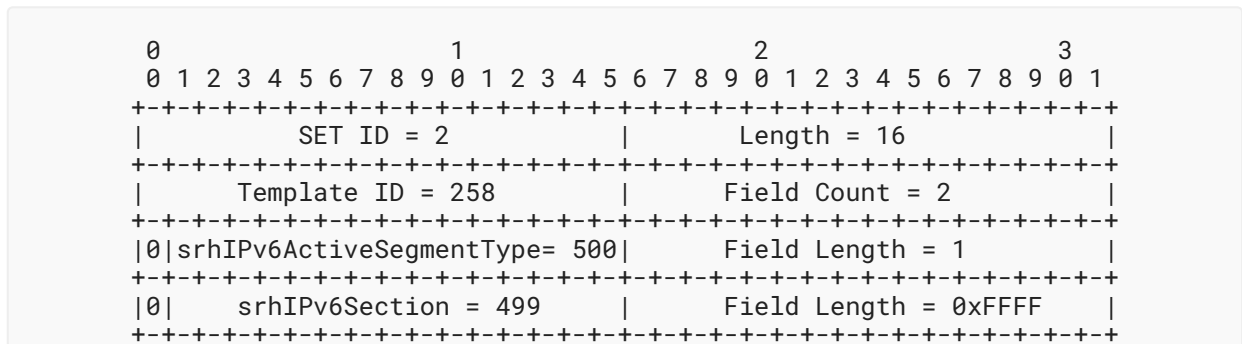 0                   1                   2                   3
 0 1 2 3 4 5 6 7 8 9 0 1 2 3 4 5 6 7 8 9 0 1 2 3 4 5 6 7 8 9 0 1
+-+-+-+-+-+-+-+-+-+-+-+-+-+-+-+-+-+-+-+-+-+-+-+-+-+-+-+-+-+-+-+-+
|          SET ID = 2           |       Length = 16             |
+-+-+-+-+-+-+-+-+-+-+-+-+-+-+-+-+-+-+-+-+-+-+-+-+-+-+-+-+-+-+-+-+
|      Template ID = 258        |      Field Count = 2          |
+-+-+-+-+-+-+-+-+-+-+-+-+-+-+-+-+-+-+-+-+-+-+-+-+-+-+-+-+-+-+-+-+
|0|srhIPv6ActiveSegmentType= 500|      Field Length = 1         |
+-+-+-+-+-+-+-+-+-+-+-+-+-+-+-+-+-+-+-+-+-+-+-+-+-+-+-+-+-+-+-+-+
|0|    srhIPv6Section = 499     |      Field Length = 0xFFFF    |
+-+-+-+-+-+-+-+-+-+-+-+-+-+-+-+-+-+-+-+-+-+-+-+-+-+-+-+-+-+-+-+-+